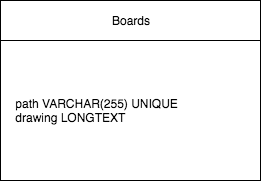 Boards
path VARCHAR(255) UNIQUE
drawing LONGTEXT